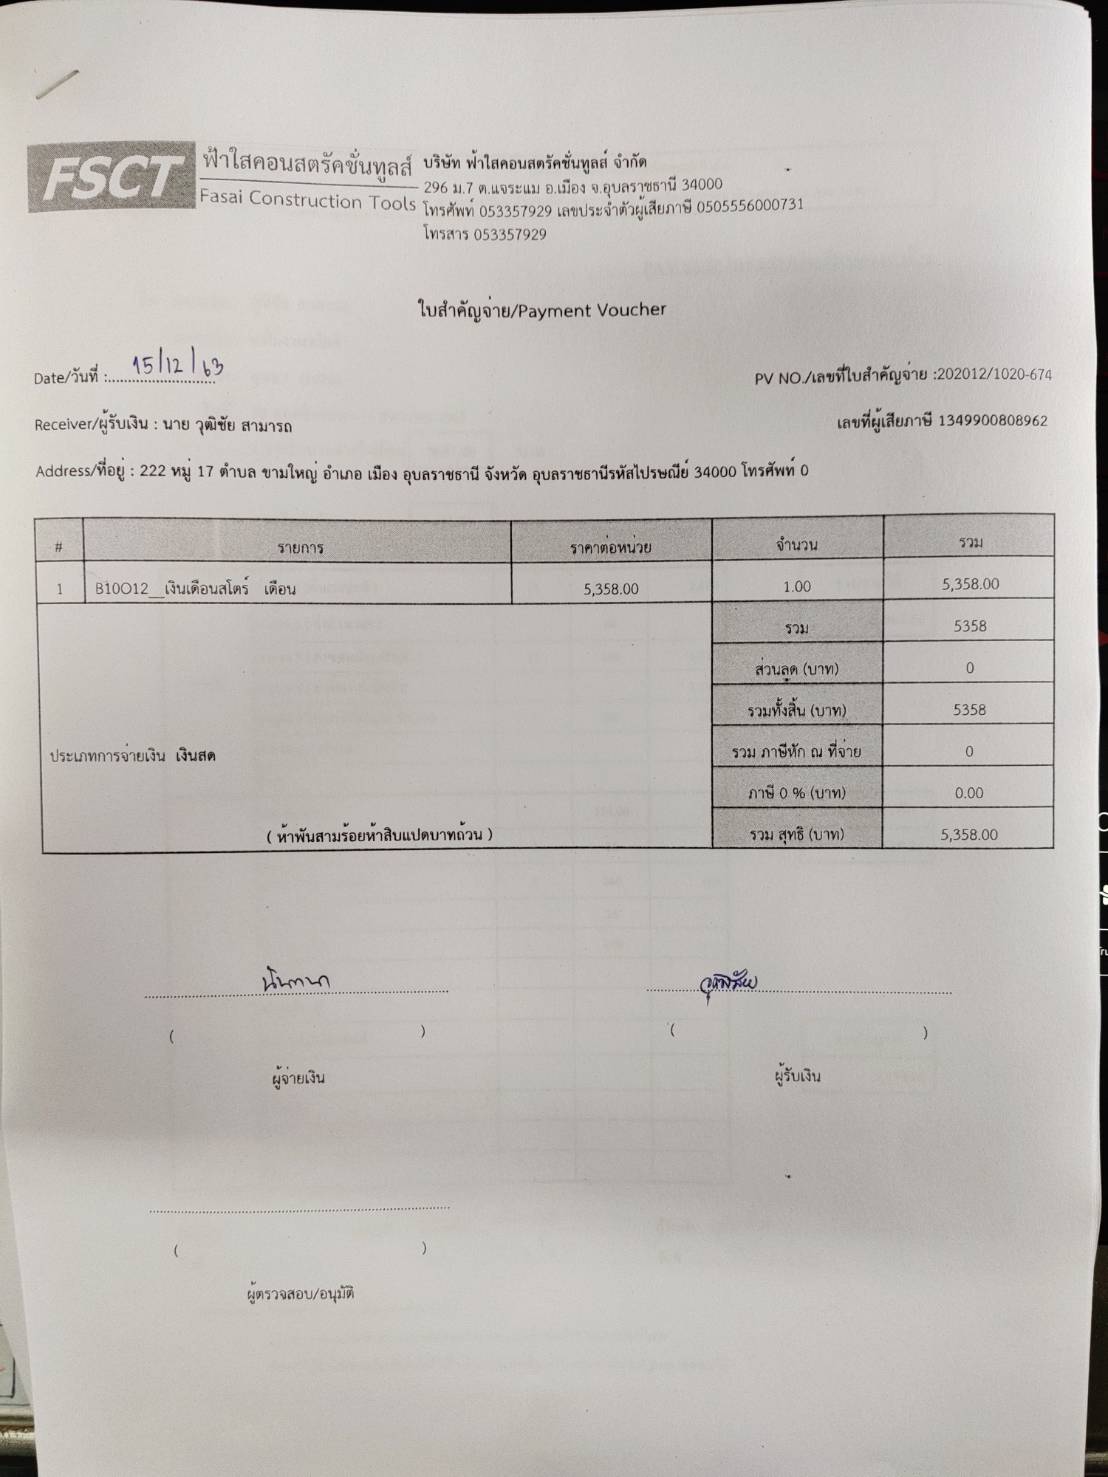 FSCT
ฟ้าใสคอนสตรัคชั่นทูลส์
Fasai Construction Tools
บริษัท ฟ้าใสคอนสตรัคชั่นทูลส์ จำกัด
296 ม.7 ต.แจระแม อ.เมือง จ.อุบลราชธานี 34000
โทรศัพท์ 053357929 เลขประจำตัวผู้เสียภาษี 0505556000731
โทรสาร 053357929
ใบสำคัญจ่าย/Payment Voucher
Date/วันที่ : 15/12/63
PV NO./เลขที่ใบสำคัญจ่าย :202012/1020-674
Receiver/ผู้รับเงิน : นาย วุฒิชัย สามารถ
เลขที่ผู้เสียภาษี 1349900808962
Address/ที่อยู่ : 222 หมู่ 17 ตำบล ขามใหญ่ อำเภอ เมือง อุบลราชธานี จังหวัด อุบลราชธานีรหัสไปรษณีย์ 34000 โทรศัพท์ 0
# รายการ ราคาต่อหน่วย จำนวน รวม
1 B10O12__เงินเดือนสโตร์ เดือน 5,358.00 1.00 5,358.00
รวม 5358
ส่วนลด (บาท) 0
รวมทั้งสิ้น (บาท) 5358
ประเภทการจ่ายเงิน เงินสด
รวม ภาษีหัก ณ ที่จ่าย 0
ภาษี 0 % (บาท) 0.00
( ห้าพันสามร้อยห้าสิบแปดบาทถ้วน )
รวม สุทธิ (บาท) 5,358.00
นันทนา วุฒิชัย
( ) ( )
ผู้จ่ายเงิน ผู้รับเงิน
( )
ผู้ตรวจสอบ/อนุมัติ